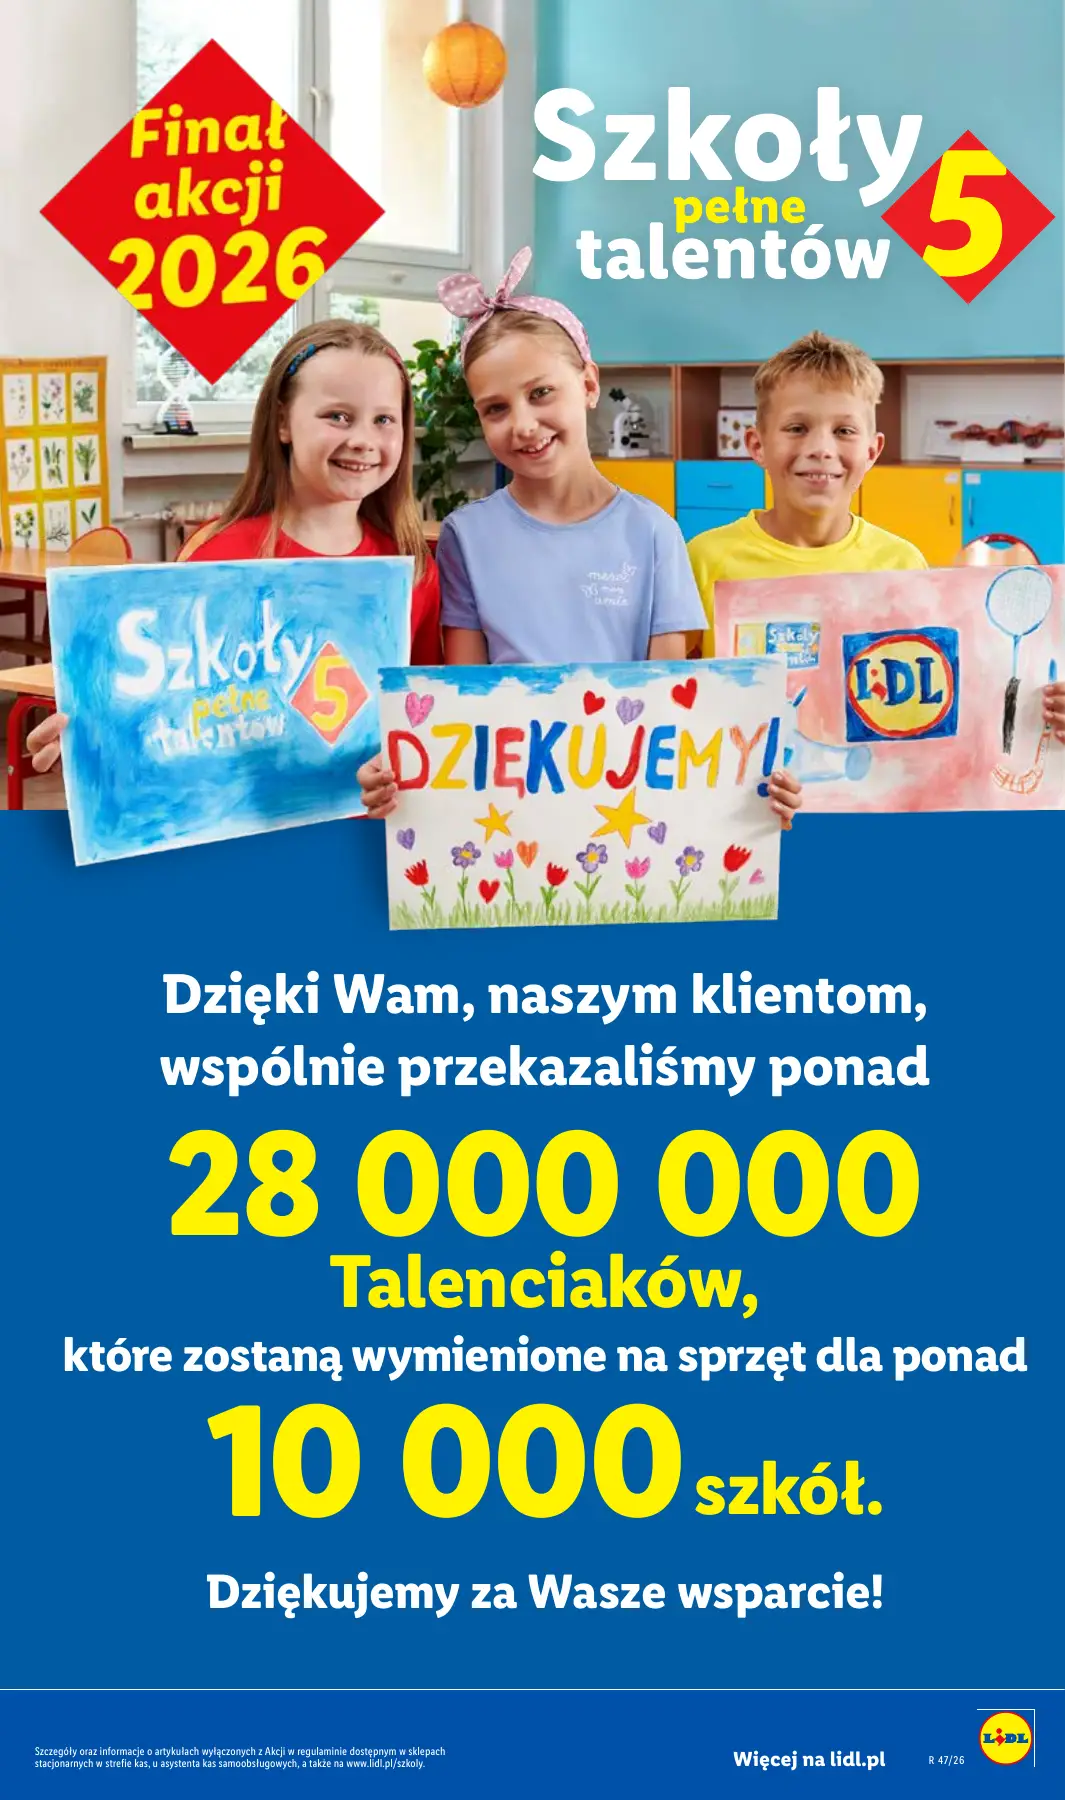 Finał
akcji
2026
Szkoły
pełne
talentów
5
Szkoły
pełne
talentów
5
DZIĘKUJEMY!
Szkoły
LIDL
Dzięki Wam, naszym klientom,
wspólnie przekazaliśmy ponad
28 000 000
Talenciaków,
które zostaną wymienione na sprzęt dla ponad
10 000 szkół.
Dziękujemy za Wasze wsparcie!
Szczegóły oraz informacje o artykułach wyłączonych z Akcji w regulaminie dostępnym w sklepach
stacjonarnych w strefie kas, u asystenta kas samoobsługowych, a także na www.lidl.pl/szkoly.
Więcej na lidl.pl
R 47/26
LIDL